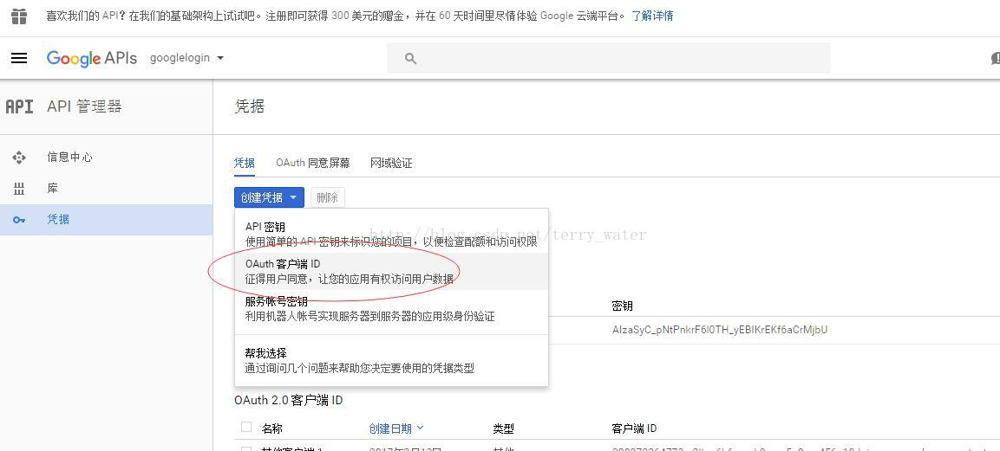 喜欢我们的 API？在我们的基础架构上试试吧。注册即可获得 300 美元的赠金，并在 60 天时间里尽情体验 Google 云端平台。 了解详情
Google APIs googlelogin
API API 管理器 凭据
信息中心
库
凭据
凭据 OAuth 同意屏幕 网域验证
创建凭据 删除
API 密钥
http://blog.csdn.net/terry_water
使用简单的 API 密钥来标识您的项目，以便检查配额和访问权限
OAuth 客户端 ID
征得用户同意，让您的应用有权访问用户数据
服务帐号密钥
利用机器人帐号实现服务器到服务器的应用级身份验证
密钥
AIzaSyC_pNtPnkrF6I0TH_yEBIKrEKf6aCrMjbU
帮我选择
通过询问几个问题来帮助您决定要使用的凭据类型
OAuth 2.0 客户端 ID
名称 创建日期 类型 客户端 ID